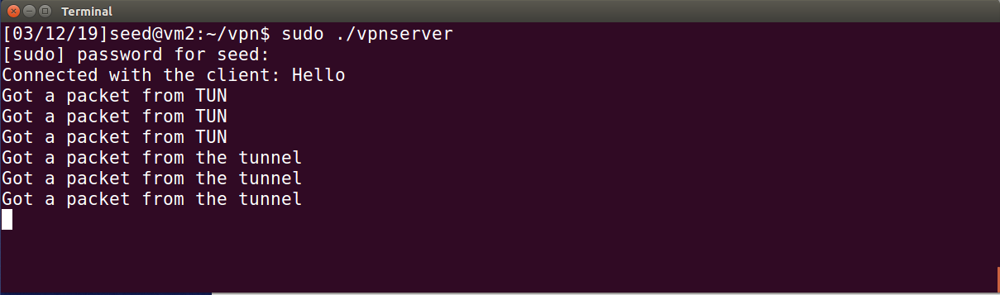 Terminal
[03/12/19]seed@vm2:~/vpn$ sudo ./vpnserver
[sudo] password for seed:
Connected with the client: Hello
Got a packet from TUN
Got a packet from TUN
Got a packet from TUN
Got a packet from the tunnel
Got a packet from the tunnel
Got a packet from the tunnel